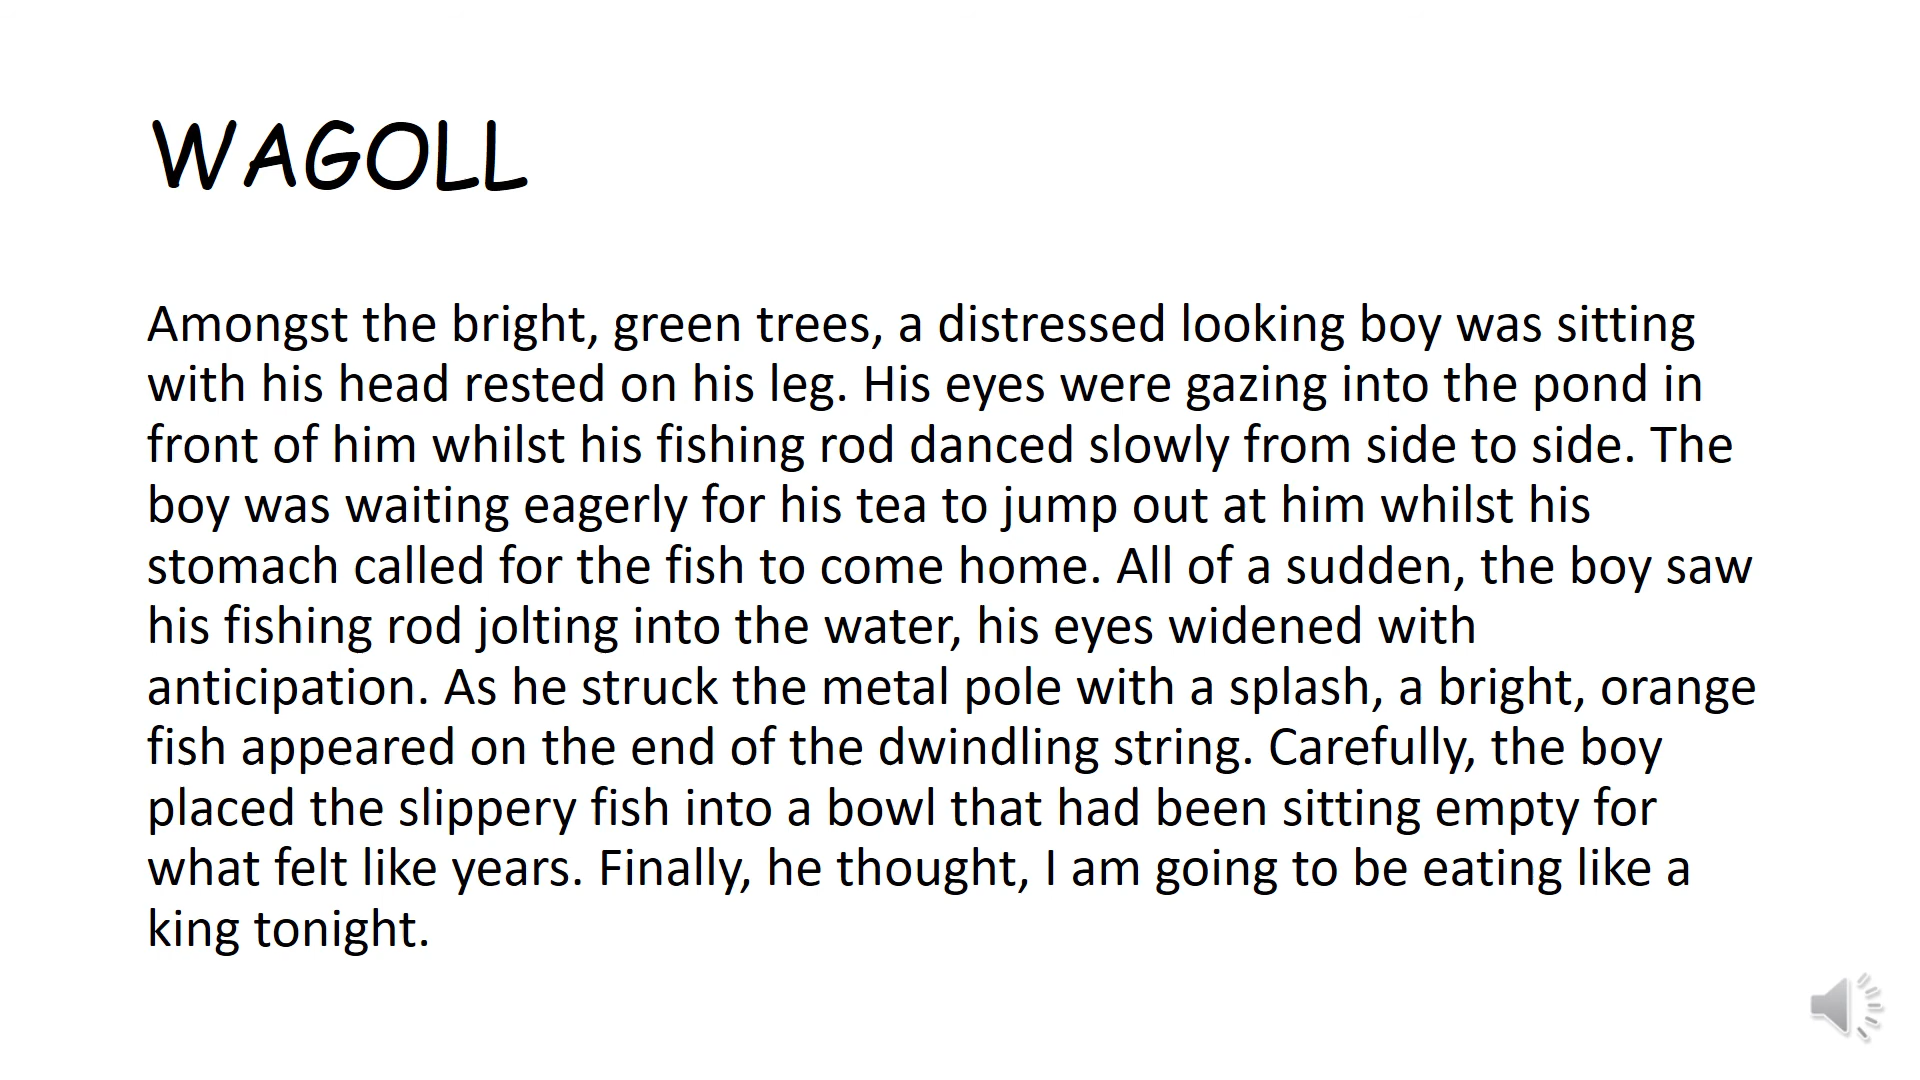 WAGOLL
Amongst the bright, green trees, a distressed looking boy was sitting
with his head rested on his leg. His eyes were gazing into the pond in
front of him whilst his fishing rod danced slowly from side to side. The
boy was waiting eagerly for his tea to jump out at him whilst his
stomach called for the fish to come home. All of a sudden, the boy saw
his fishing rod jolting into the water, his eyes widened with
anticipation. As he struck the metal pole with a splash, a bright, orange
fish appeared on the end of the dwindling string. Carefully, the boy
placed the slippery fish into a bowl that had been sitting empty for
what felt like years. Finally, he thought, I am going to be eating like a
king tonight.